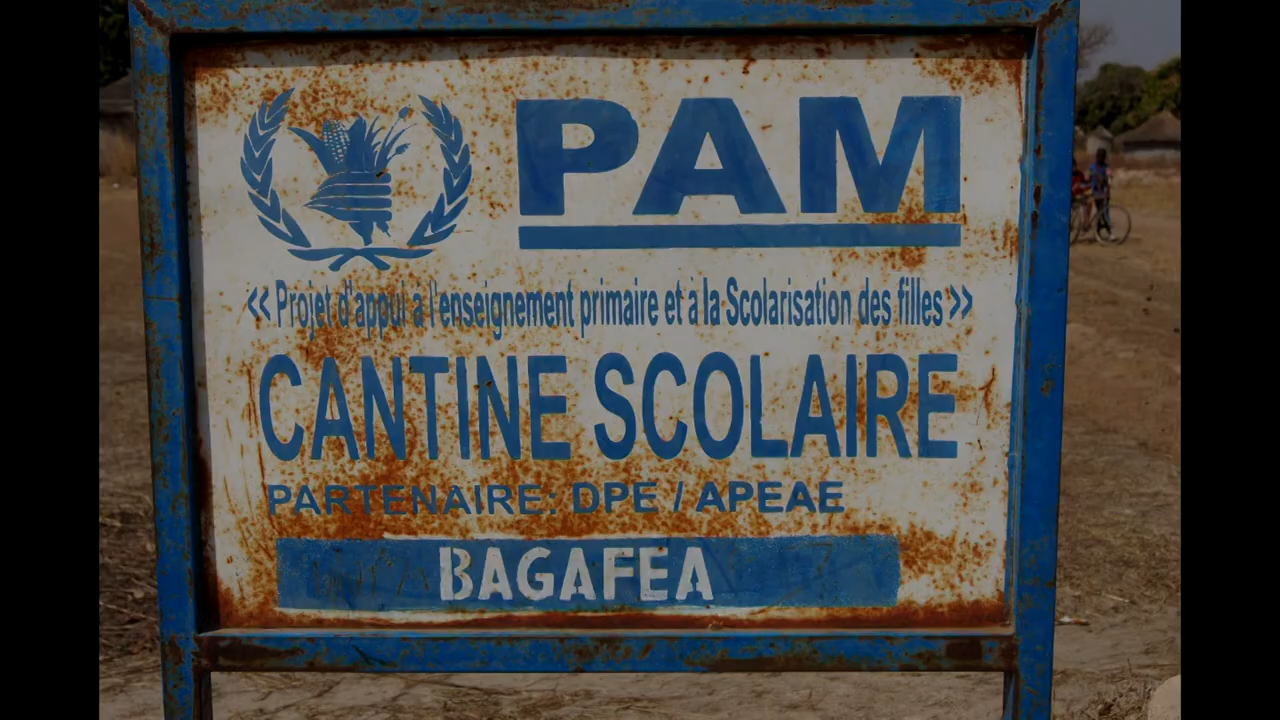 PAM
<< Projet d'appui à l'enseignement primaire et à la Scolarisation des filles >>
CANTINE SCOLAIRE
PARTENAIRE: DPE / APEAE
BAGAFEA